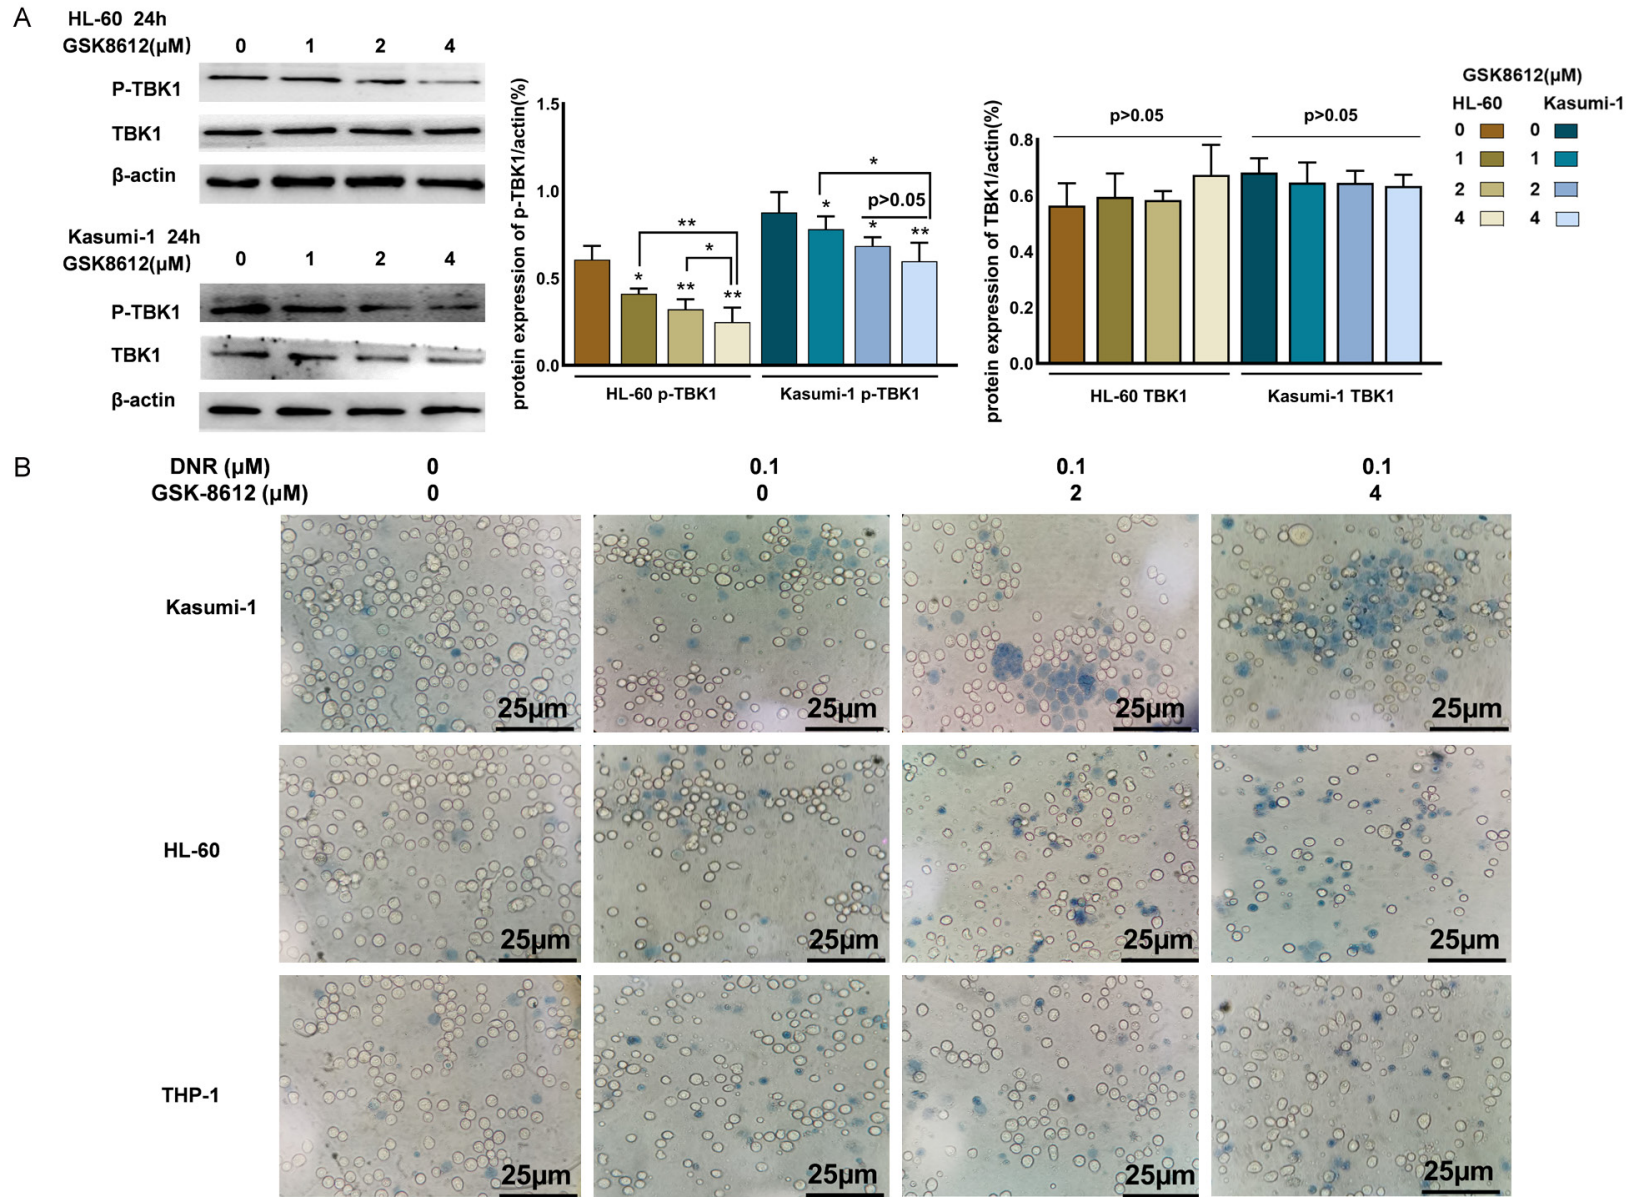 A
HL-60 24h
GSK8612(μM)
0 1 2 4
P-TBK1
TBK1
β-actin
Kasumi-1 24h
GSK8612(μM)
0 1 2 4
P-TBK1
TBK1
β-actin
protein expression of p-TBK1/actin(%)
1.5
1.0
0.5
0.0
*
**
**
**
*
*
*
**
*
p>0.05
HL-60 p-TBK1
Kasumi-1 p-TBK1
protein expression of TBK1/actin(%)
0.8
0.6
0.4
0.2
0.0
p>0.05
p>0.05
HL-60 TBK1
Kasumi-1 TBK1
GSK8612(μM)
HL-60 Kasumi-1
0 0
1 1
2 2
4 4
B
DNR (μM) 0 0.1 0.1 0.1
GSK-8612 (μM) 0 0 2 4
Kasumi-1
25μm 25μm 25μm 25μm
HL-60
25μm 25μm 25μm 25μm
THP-1
25μm 25μm 25μm 25μm